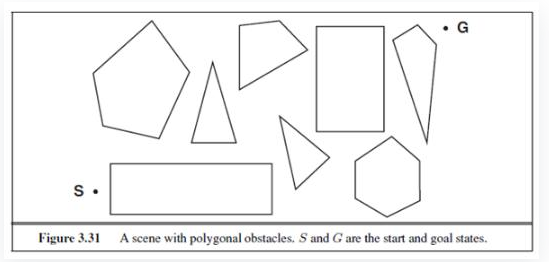 G
S
Figure 3.31 A scene with polygonal obstacles. S and G are the start and goal states.